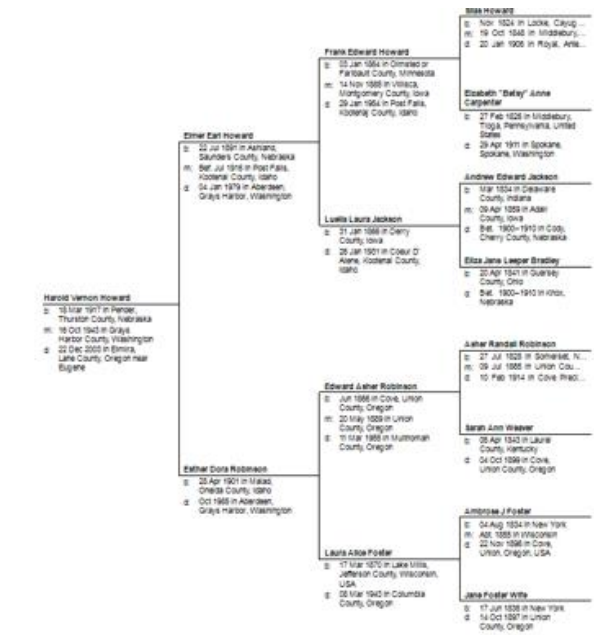 Silas Howard
b: Nov 1824 in Locke, Cayug...
m: 19 Oct 1848 in Middlebury,...
d: 20 Jan 1906 in Royal, Ante...
Frank Edward Howard
b: 03 Jan 1864 in Olmsted or
Faribault County, Minnesota
m: 14 Nov 1885 in Villisca,
Montgomery County, Iowa
d: 29 Jan 1954 in Post Falls,
Kootenai County, Idaho
Elizabeth "Betsy" Anne
Carpenter
b: 27 Feb 1826 in Middlebury,
Tioga, Pennsylvania, United
States
d: 29 Apr 1911 in Spokane,
Spokane, Washington
Elmer Earl Howard
b: 22 Jul 1891 in Ashland,
Saunders County, Nebraska
m: Bef. Jul 1916 in Post Falls,
Kootenai County, Idaho
d: 04 Jan 1979 in Aberdeen,
Grays Harbor, Washington
Andrew Edward Jackson
b: Mar 1834 in Delaware
County, Indiana
m: 09 Apr 1859 in Adair
County, Iowa
d: Bet. 1900-1910 in Cody,
Cherry County, Nebraska
Luella Laura Jackson
b: 31 Jan 1866 in Derry
County, Iowa
d: 26 Jan 1951 in Coeur D'
Alene, Kootenai County,
Idaho
Eliza Jane Leeper Bradley
b: 20 Apr 1841 in Guernsey
County, Ohio
d: Bet. 1900-1910 in Knox,
Nebraska
Harold Vernon Howard
b: 18 Mar 1917 in Pender,
Thurston County, Nebraska
m: 16 Oct 1943 in Grays
Harbor County, Washington
d: 22 Dec 2003 in Elmira,
Lane County, Oregon near
Eugene
Asher Randall Robinson
b: 27 Jul 1828 in Somerset, N...
m: 09 Jul 1865 in Union Cou...
d: 10 Feb 1914 in Cove Preci...
Edward Asher Robinson
b: Jun 1866 in Cove, Union
County, Oregon
m: 20 May 1889 in Union
County, Oregon
d: 11 Mar 1955 in Multnomah
County, Oregon
Sarah Ann Weaver
b: 06 Apr 1843 in Laurel
County, Kentucky
d: 04 Oct 1899 in Cove,
Union County, Oregon
Esther Dora Robinson
b: 28 Apr 1901 in Malad,
Oneida County, Idaho
d: Oct 1985 in Aberdeen,
Grays Harbor, Washington
Ambrose J Foster
b: 04 Aug 1834 in New York
m: Abt. 1855 in Wisconsin
d: 22 Nov 1898 in Cove,
Union, Oregon, USA
Laura Alice Foster
b: 17 Mar 1870 in Lake Mills,
Jefferson County, Wisconsin,
USA
d: 08 Mar 1943 in Columbia
County, Oregon
Jane Foster Wife
b: 17 Jun 1836 in New York
d: 14 Oct 1897 in Union
County, Oregon